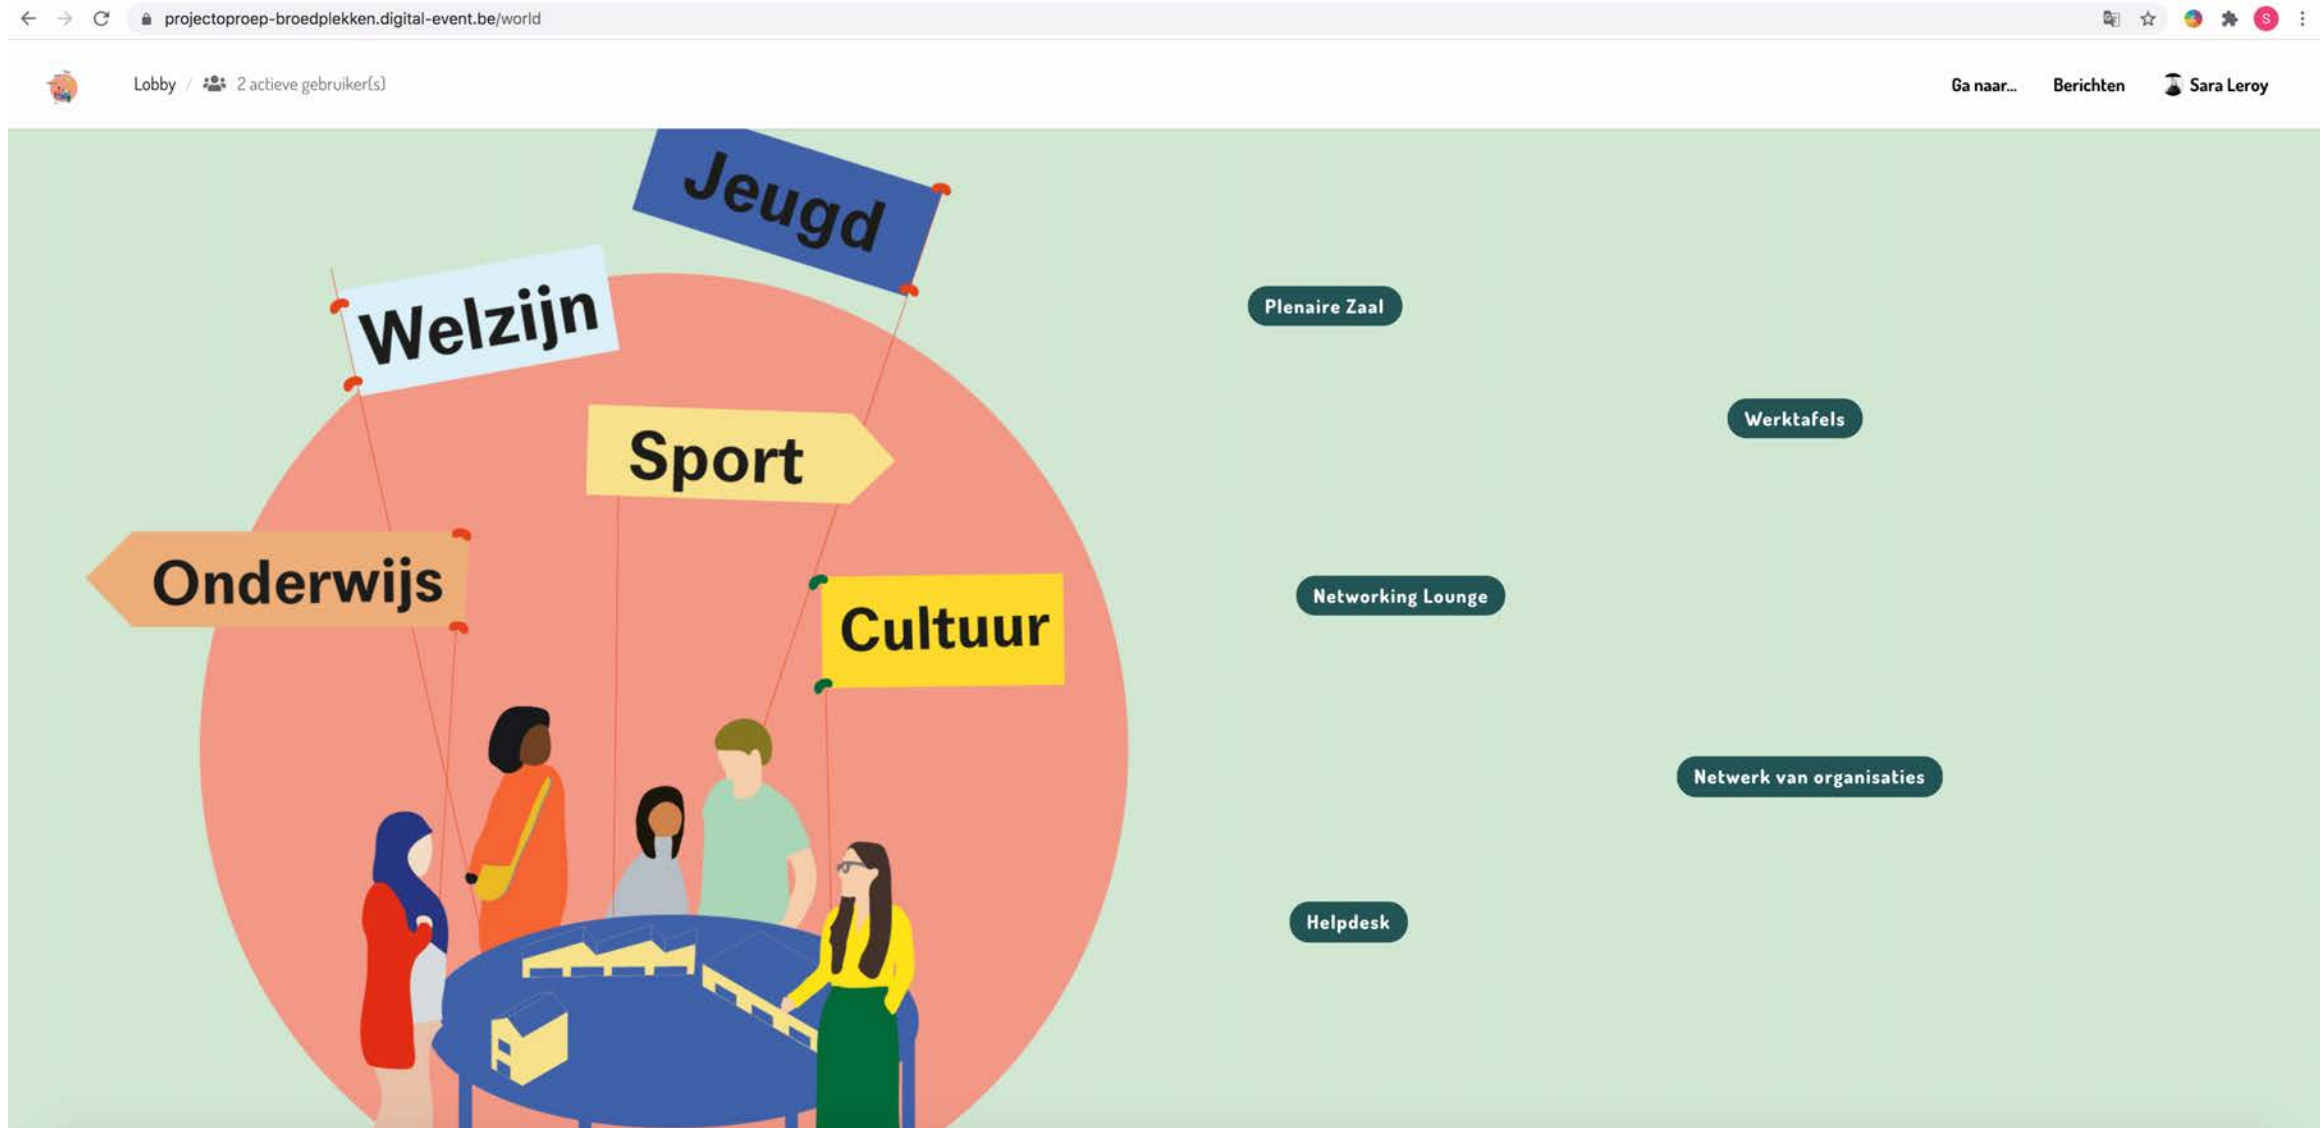 projectoproep-broedplekken.digital-event.be/world
S
Lobby / 2 actieve gebruiker(s)
Ga naar... Berichten Sara Leroy
Jeugd
Welzijn
Sport
Onderwijs
Cultuur
Plenaire Zaal
Werktafels
Networking Lounge
Netwerk van organisaties
Helpdesk